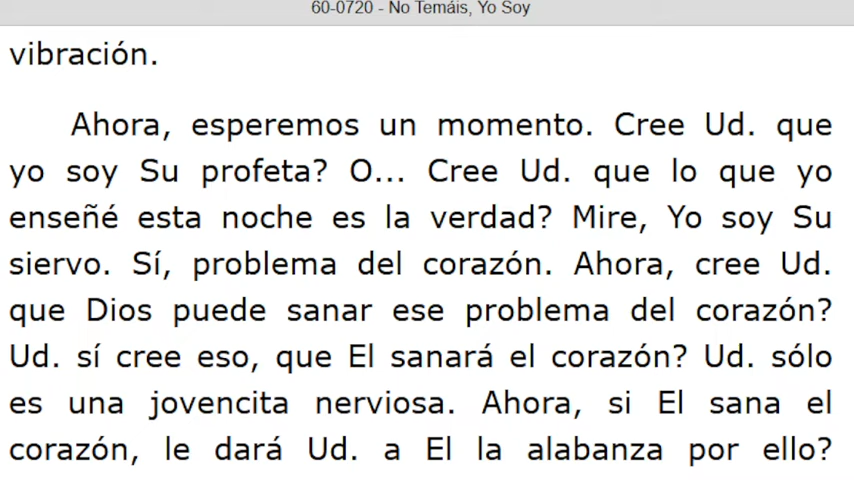 60-0720 - No Temáis, Yo Soy
vibración.
Ahora, esperemos un momento. Cree Ud. que
yo soy Su profeta? O... Cree Ud. que lo que yo
enseñé esta noche es la verdad? Mire, Yo soy Su
siervo. Sí, problema del corazón. Ahora, cree Ud.
que Dios puede sanar ese problema del corazón?
Ud. sí cree eso, que El sanará el corazón? Ud. sólo
es una jovencita nerviosa. Ahora, si El sana el
corazón, le dará Ud. a El la alabanza por ello?